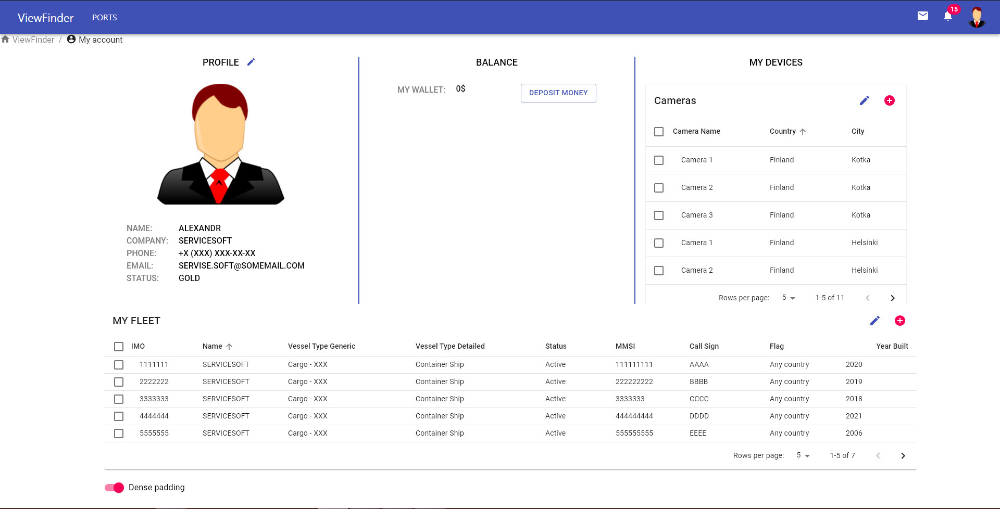 ViewFinder PORTS 15
ViewFinder / My account
PROFILE
NAME: ALEXANDR
COMPANY: SERVICESOFT
PHONE: +X (XXX) XXX-XX-XX
EMAIL: SERVISE.SOFT@SOMEMAIL.COM
STATUS: GOLD
BALANCE
MY WALLET: 0$ DEPOSIT MONEY
MY DEVICES
Cameras
Camera Name Country City
Camera 1 Finland Kotka
Camera 2 Finland Kotka
Camera 3 Finland Kotka
Camera 1 Finland Helsinki
Camera 2 Finland Helsinki
Rows per page: 5 1-5 of 11
MY FLEET
IMO Name Vessel Type Generic Vessel Type Detailed Status MMSI Call Sign Flag Year Built
1111111 SERVICESOFT Cargo - XXX Container Ship Active 111111111 AAAA Any country 2020
2222222 SERVICESOFT Cargo - XXX Container Ship Active 222222222 BBBB Any country 2019
3333333 SERVICESOFT Cargo - XXX Container Ship Active 3333333 CCCC Any country 2018
4444444 SERVICESOFT Cargo - XXX Container Ship Active 444444444 DDDD Any country 2021
5555555 SERVICESOFT Cargo - XXX Container Ship Active 555555555 EEEE Any country 2006
Rows per page: 5 1-5 of 7
Dense padding